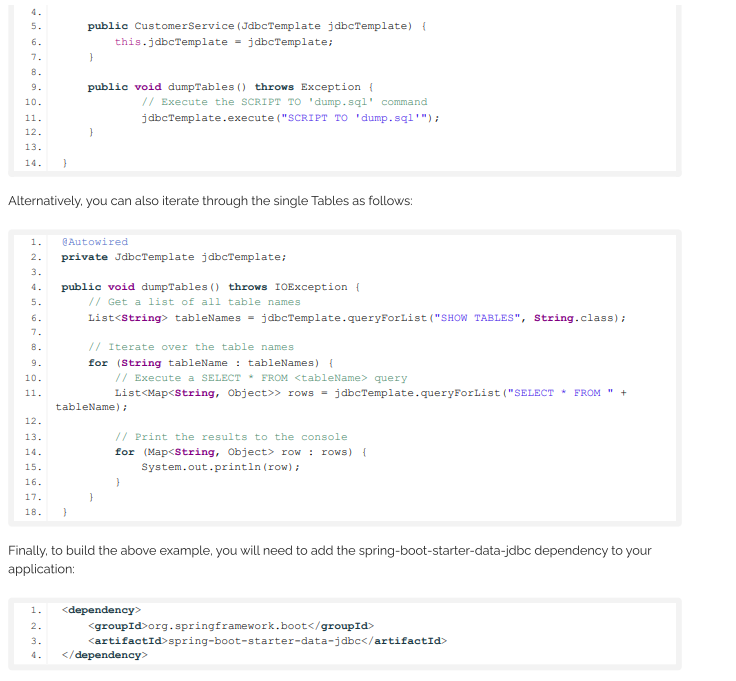 4.
5. public CustomerService(JdbcTemplate jdbcTemplate) {
6. this.jdbcTemplate = jdbcTemplate;
7. }
8.
9. public void dumpTables() throws Exception {
10. // Execute the SCRIPT TO 'dump.sql' command
11. jdbcTemplate.execute("SCRIPT TO 'dump.sql'");
12. }
13.
14. }
Alternatively, you can also iterate through the single Tables as follows:
1. @Autowired
2. private JdbcTemplate jdbcTemplate;
3.
4. public void dumpTables() throws IOException {
5. // Get a list of all table names
6. List<String> tableNames = jdbcTemplate.queryForList("SHOW TABLES", String.class);
7.
8. // Iterate over the table names
9. for (String tableName : tableNames) {
10. // Execute a SELECT * FROM <tableName> query
11. List<Map<String, Object>> rows = jdbcTemplate.queryForList("SELECT * FROM " +
tableName);
12.
13. // Print the results to the console
14. for (Map<String, Object> row : rows) {
15. System.out.println(row);
16. }
17. }
18. }
Finally, to build the above example, you will need to add the spring-boot-starter-data-jdbc dependency to your
application:
1. <dependency>
2. <groupId>org.springframework.boot</groupId>
3. <artifactId>spring-boot-starter-data-jdbc</artifactId>
4. </dependency>